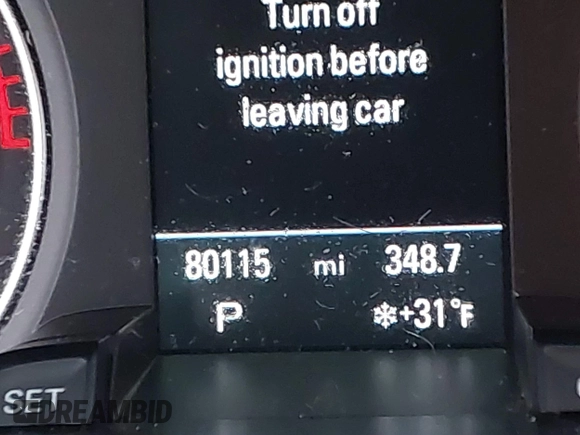 Turn off
ignition before
leaving car
80115 mi 348.7
P ❄+31°F
SET
DREAMBID